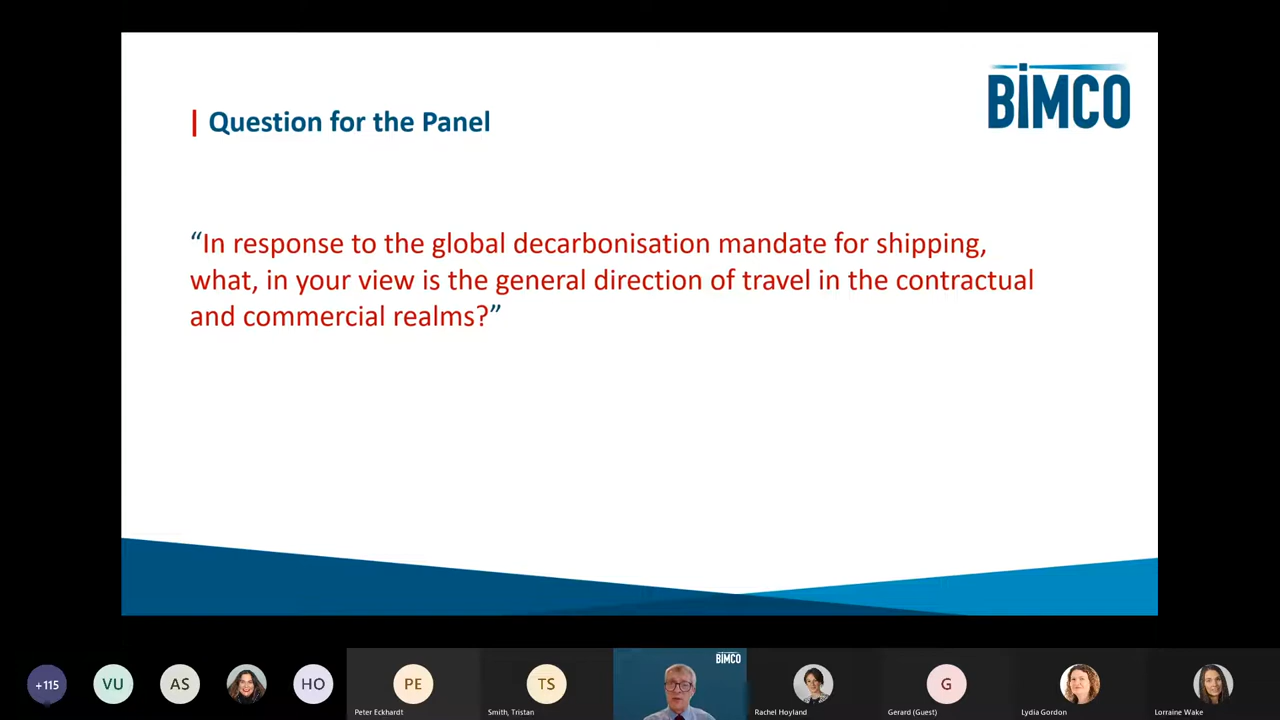 BIMCO
| Question for the Panel
“In response to the global decarbonisation mandate for shipping,
what, in your view is the general direction of travel in the contractual
and commercial realms?”
+115
VU
AS
HO
PE
Peter Eckhardt
TS
Smith, Tristan
BIMCO
Rachel Hoyland
G
Gerard (Guest)
Lydia Gordon
Lorraine Wake